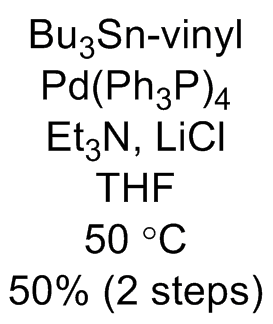 Bu₃Sn-vinyl
Pd(Ph₃P)₄
Et₃N, LiCl
THF
50 °C
50% (2 steps)